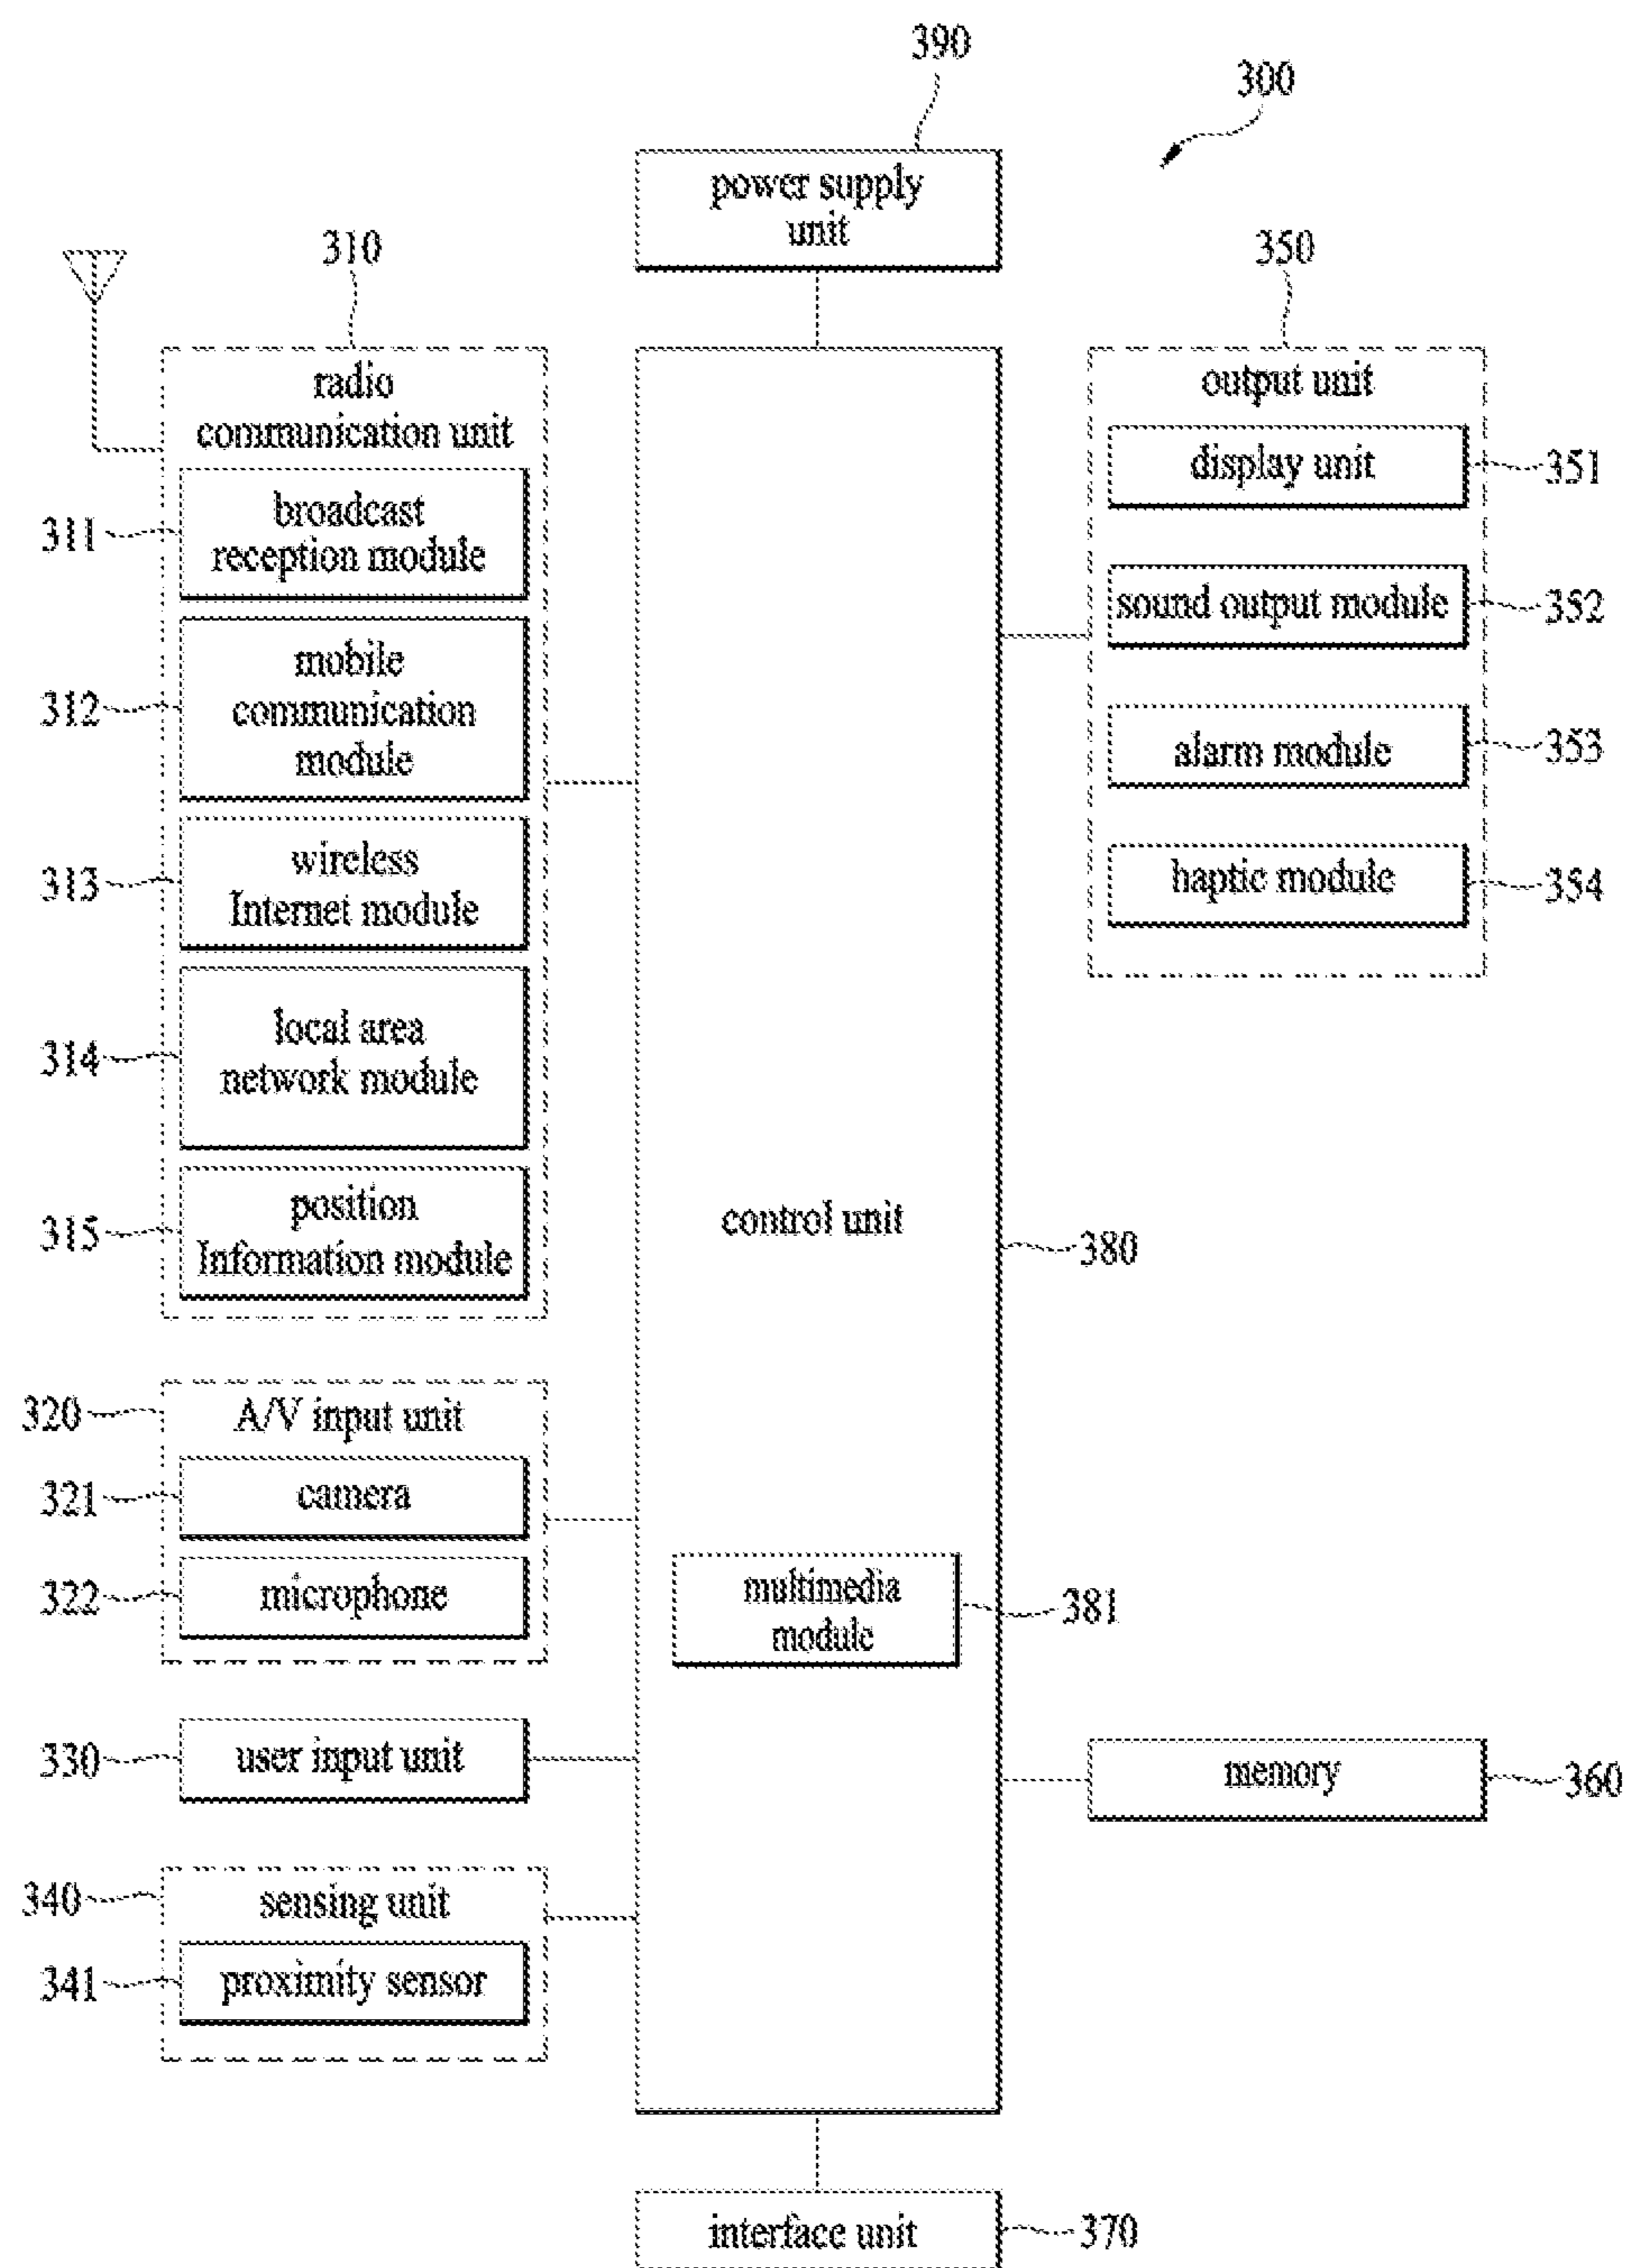 390
300
power supply
unit
310
350
radio
communication unit
output unit
display unit
351
broadcast
reception module
311
sound output module
352
mobile
communication
module
312
alarm module
353
wireless
Internet module
313
haptic module
354
local area
network module
314
position
Information module
315
control unit
380
320
A/V input unit
321
camera
322
microphone
multimedia
module
381
330
user input unit
memory
360
340
sensing unit
341
proximity sensor
interface unit
370